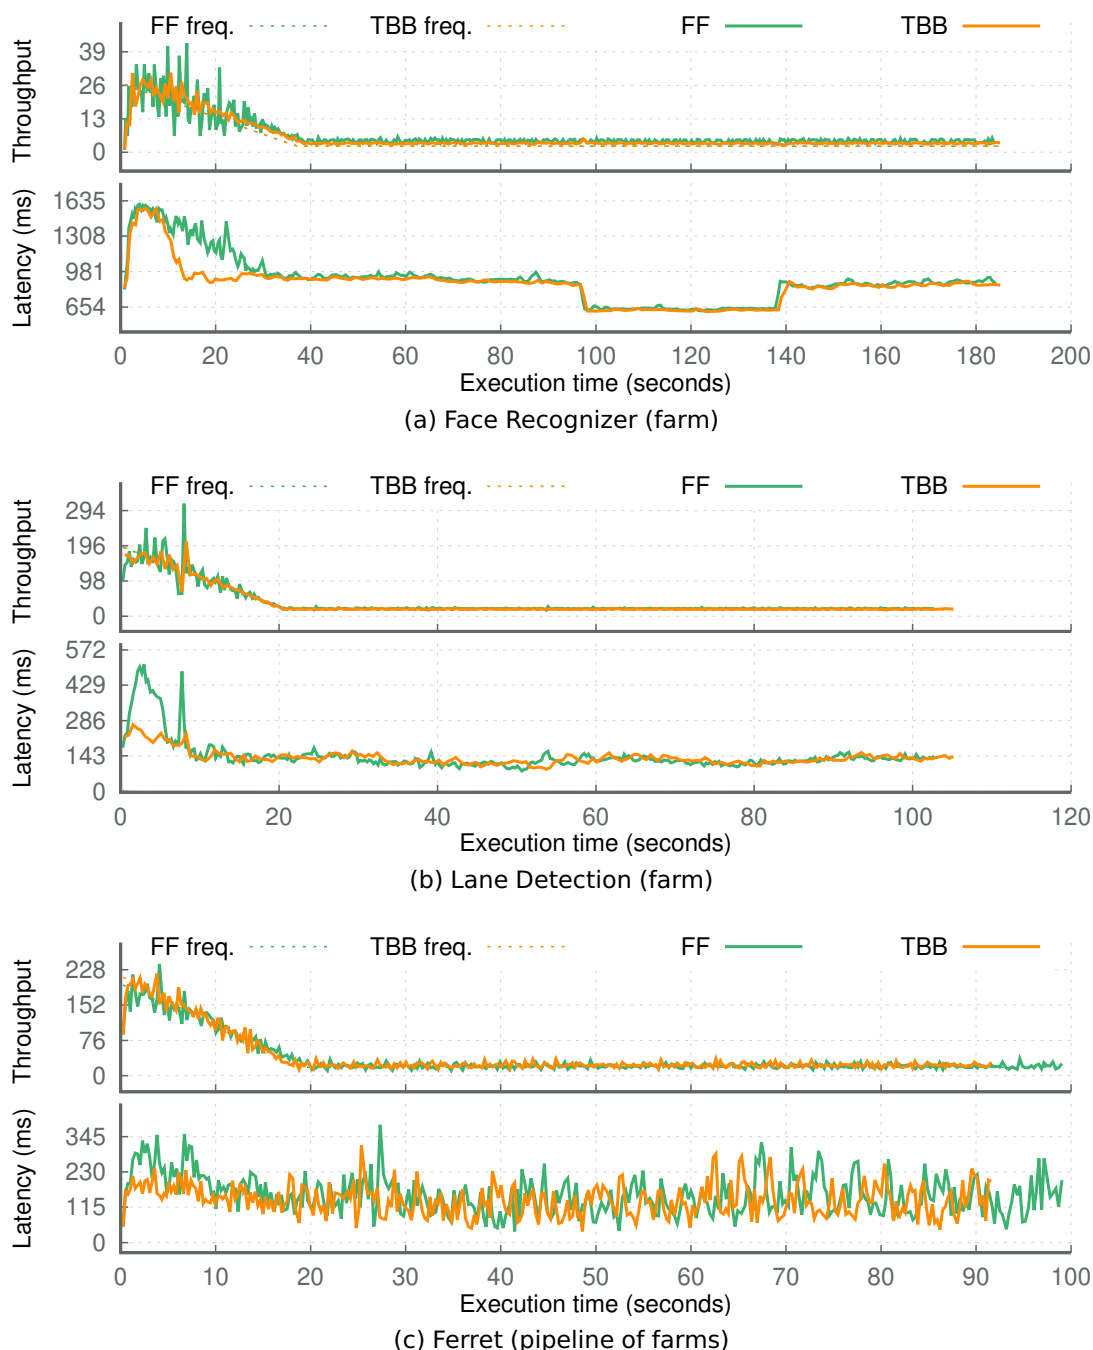 FF freq. TBB freq. FF TBB
Throughput
39
26
13
0
Latency (ms)
1635
1308
981
654
0 20 40 60 80 100 120 140 160 180 200
Execution time (seconds)
(a) Face Recognizer (farm)
FF freq. TBB freq. FF TBB
Throughput
294
196
98
0
Latency (ms)
572
429
286
143
0
0 20 40 60 80 100 120
Execution time (seconds)
(b) Lane Detection (farm)
FF freq. TBB freq. FF TBB
Throughput
228
152
76
0
Latency (ms)
345
230
115
0
0 10 20 30 40 50 60 70 80 90 100
Execution time (seconds)
(c) Ferret (pipeline of farms)